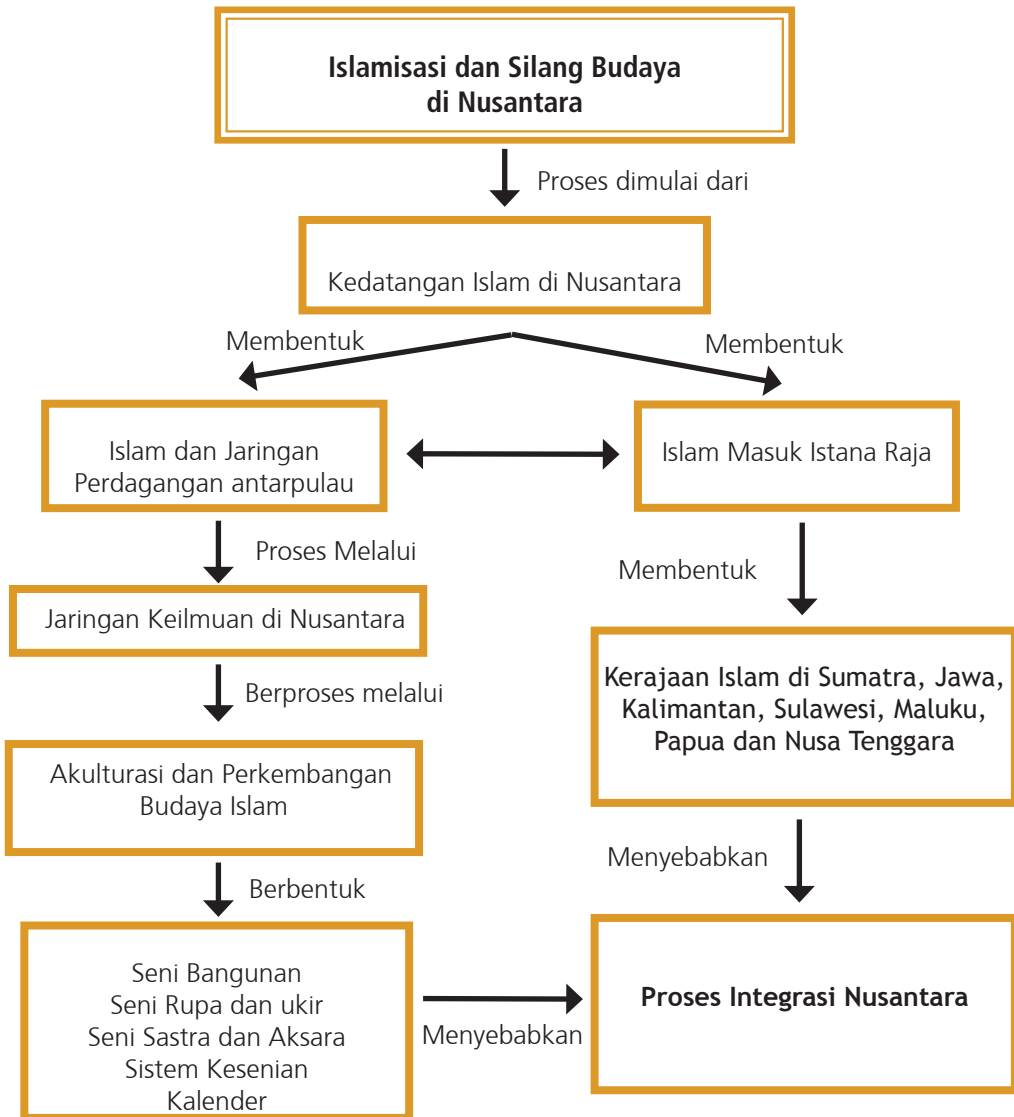 Islamisasi dan Silang Budaya
di Nusantara
Proses dimulai dari
Kedatangan Islam di Nusantara
Membentuk
Membentuk
Islam dan Jaringan
Perdagangan antarpulau
Islam Masuk Istana Raja
Proses Melalui
Membentuk
Jaringan Keilmuan di Nusantara
Kerajaan Islam di Sumatra, Jawa,
Kalimantan, Sulawesi, Maluku,
Papua dan Nusa Tenggara
Berproses melalui
Akulturasi dan Perkembangan
Budaya Islam
Menyebabkan
Berbentuk
Seni Bangunan
Seni Rupa dan ukir
Seni Sastra dan Aksara
Sistem Kesenian
Kalender
Menyebabkan
Proses Integrasi Nusantara